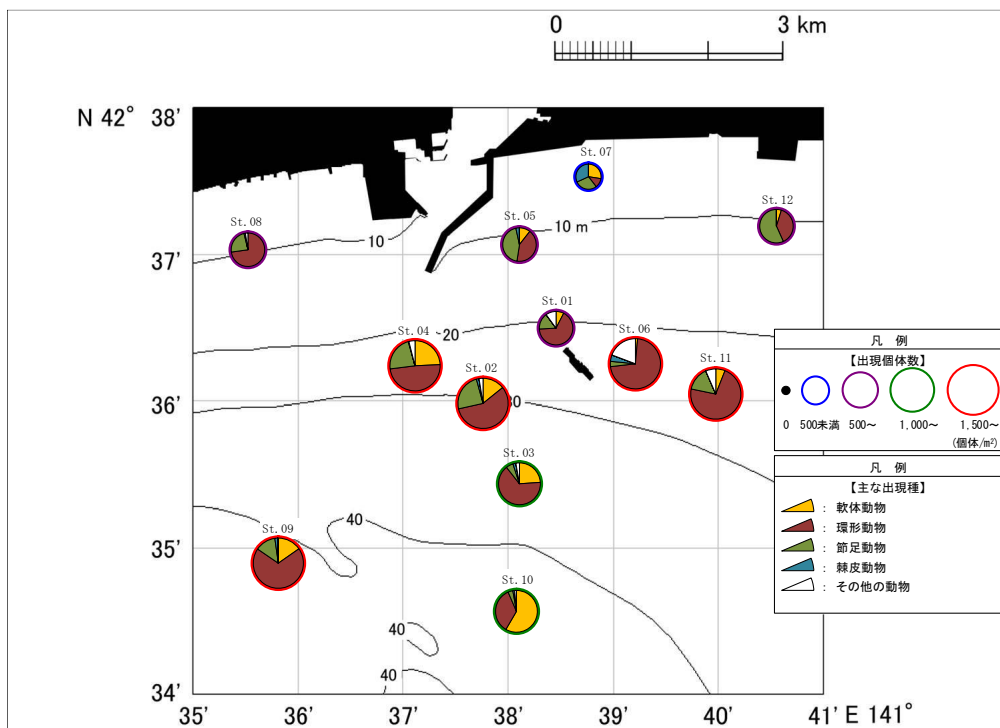 0 3 km
N 42° 38'
St.07
St.12
St.08
St.05
10 m
10
37'
St.01
20
St.04
St.06
St.02
St.11
36'
30
St.03
40
St.09
35'
St.10
40
40
34'
35' 36' 37' 38' 39' 40' 41' E 141°
凡 例
【出現個体数】
0 500未満 500～ 1,000～ 1,500～
(個体/m²)
凡 例
【主な出現種】
: 軟体動物
: 環形動物
: 節足動物
: 棘皮動物
: その他の動物